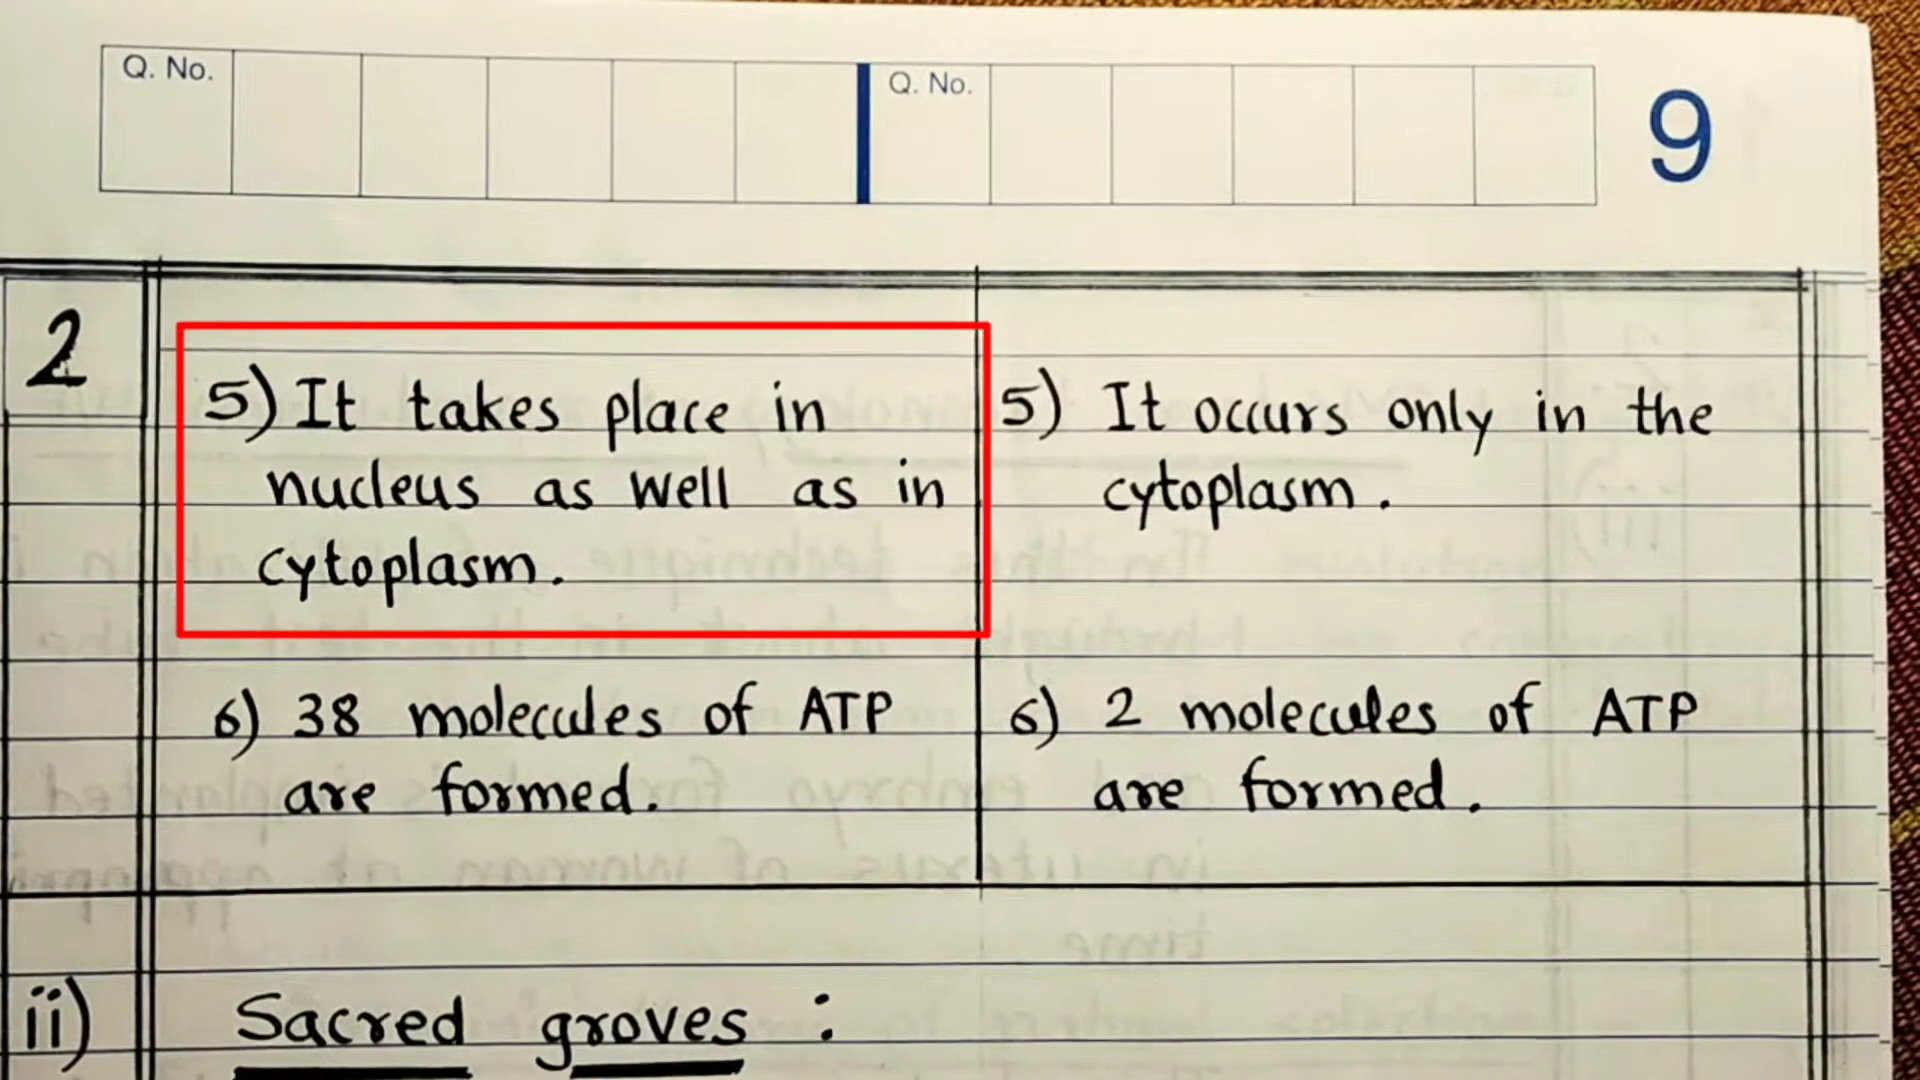 Q. No.
Q. No.
9
2
5) It takes place in
nucleus as well as in
cytoplasm.
5) It occurs only in the
cytoplasm.
6) 38 molecules of ATP
are formed.
6) 2 molecules of ATP
are formed.
ii) Sacred groves :